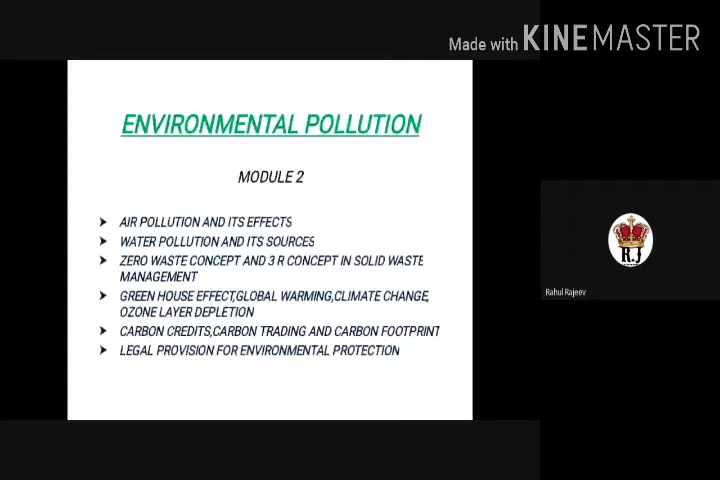 Made with KINEMASTER
ENVIRONMENTAL POLLUTION
MODULE 2
➤ AIR POLLUTION AND ITS EFFECTS
➤ WATER POLLUTION AND ITS SOURCES
➤ ZERO WASTE CONCEPT AND 3 R CONCEPT IN SOLID WASTE
MANAGEMENT
➤ GREEN HOUSE EFFECT,GLOBAL WARMING,CLIMATE CHANGE,
OZONE LAYER DEPLETION
➤ CARBON CREDITS,CARBON TRADING AND CARBON FOOTPRINT
➤ LEGAL PROVISION FOR ENVIRONMENTAL PROTECTION
R.J
Rahul Rajeev